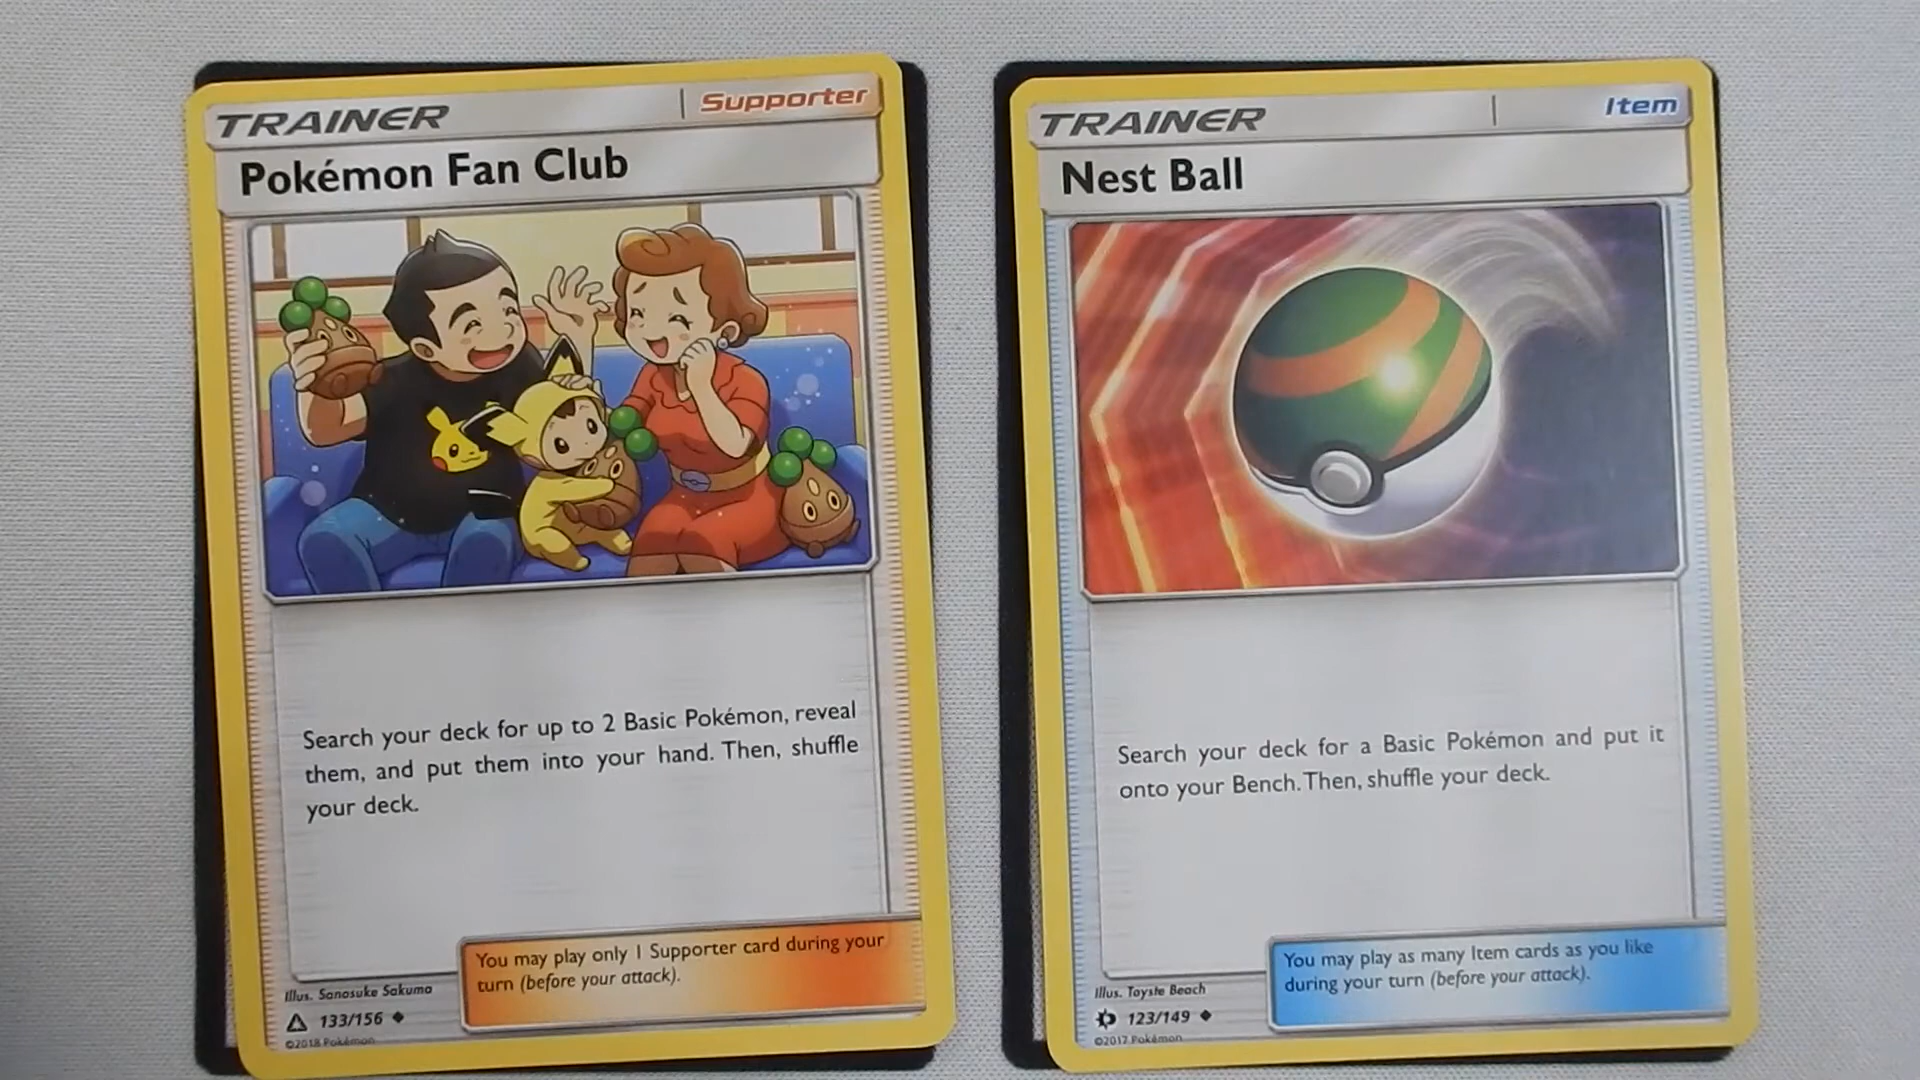 TRAINER
Supporter
Pokémon Fan Club
Search your deck for up to 2 Basic Pokémon, reveal
them, and put them into your hand. Then, shuffle
your deck.
You may play only 1 Supporter card during your
turn (before your attack).
Illus. Sanosuke Sakuma
133/156
©2018 Pokémon
TRAINER
Item
Nest Ball
Search your deck for a Basic Pokémon and put it
onto your Bench. Then, shuffle your deck.
You may play as many Item cards as you like
during your turn (before your attack).
Illus. Toyste Beach
123/149
©2017 Pokémon